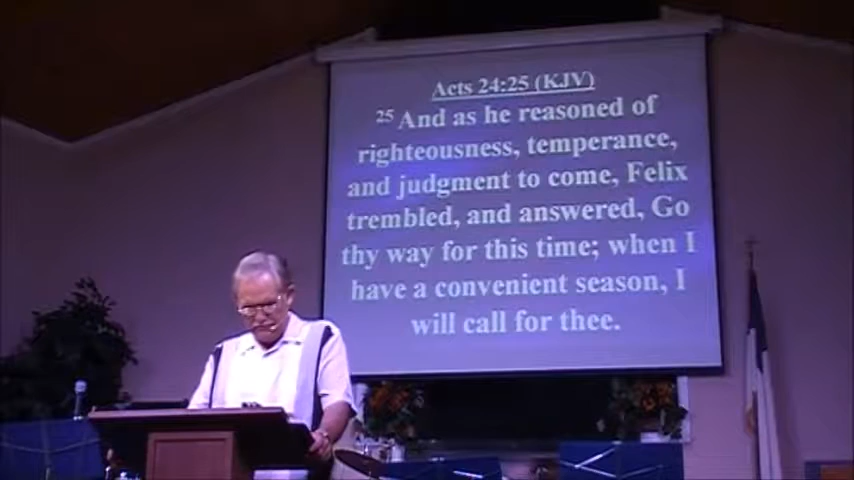 Acts 24:25 (KJV)
25 And as he reasoned of
righteousness, temperance,
and judgment to come, Felix
trembled, and answered, Go
thy way for this time; when I
have a convenient season, I
will call for thee.